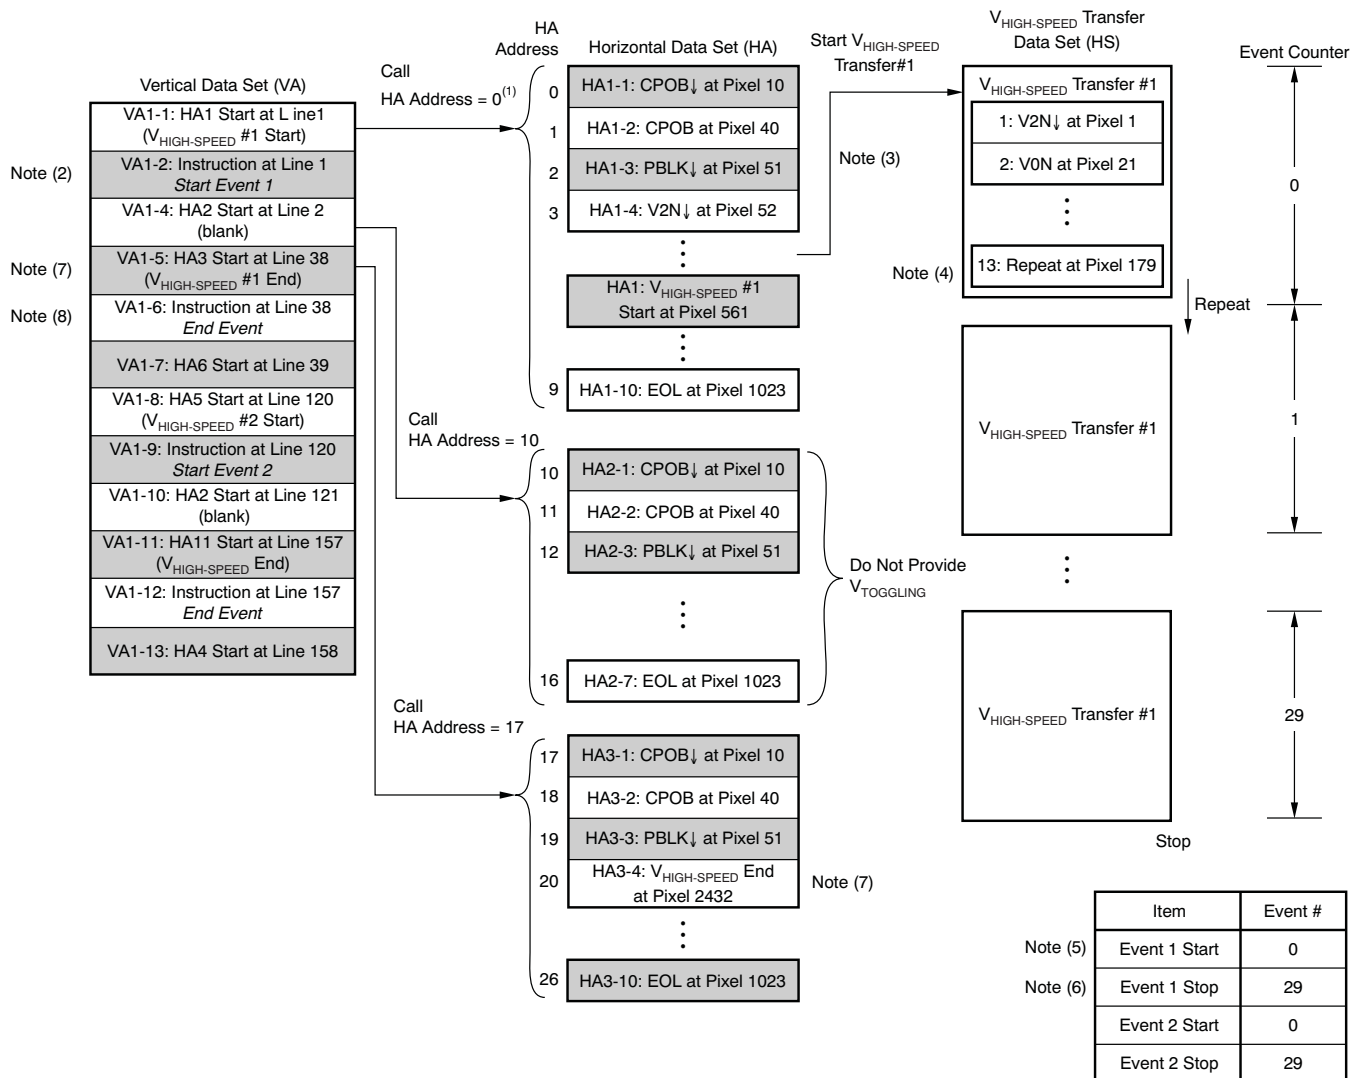 Vertical Data Set (VA)
VA1-1: HA1 Start at L ine1
(VHIGH-SPEED #1 Start)
Note (2)
VA1-2: Instruction at Line 1
Start Event 1
VA1-4: HA2 Start at Line 2
(blank)
Note (7)
VA1-5: HA3 Start at Line 38
(VHIGH-SPEED #1 End)
Note (8)
VA1-6: Instruction at Line 38
End Event
VA1-7: HA6 Start at Line 39
VA1-8: HA5 Start at Line 120
(VHIGH-SPEED #2 Start)
VA1-9: Instruction at Line 120
Start Event 2
VA1-10: HA2 Start at Line 121
(blank)
VA1-11: HA11 Start at Line 157
(VHIGH-SPEED End)
VA1-12: Instruction at Line 157
End Event
VA1-13: HA4 Start at Line 158
Call
HA Address = 0(1)
HA
Address
Horizontal Data Set (HA)
0
HA1-1: CPOB↓ at Pixel 10
1
HA1-2: CPOB at Pixel 40
2
HA1-3: PBLK↓ at Pixel 51
3
HA1-4: V2N↓ at Pixel 52
HA1: VHIGH-SPEED #1
Start at Pixel 561
9
HA1-10: EOL at Pixel 1023
Call
HA Address = 10
10
HA2-1: CPOB↓ at Pixel 10
11
HA2-2: CPOB at Pixel 40
12
HA2-3: PBLK↓ at Pixel 51
16
HA2-7: EOL at Pixel 1023
Do Not Provide
VTOGGLING
Call
HA Address = 17
17
HA3-1: CPOB↓ at Pixel 10
18
HA3-2: CPOB at Pixel 40
19
HA3-3: PBLK↓ at Pixel 51
20
HA3-4: VHIGH-SPEED End
at Pixel 2432
Note (7)
26
HA3-10: EOL at Pixel 1023
Start VHIGH-SPEED
Transfer#1
Note (3)
VHIGH-SPEED Transfer
Data Set (HS)
VHIGH-SPEED Transfer #1
1: V2N↓ at Pixel 1
2: V0N at Pixel 21
Note (4)
13: Repeat at Pixel 179
Repeat
VHIGH-SPEED Transfer #1
VHIGH-SPEED Transfer #1
Stop
Event Counter
0
1
29
Item Event #
Note (5) Event 1 Start 0
Note (6) Event 1 Stop 29
Event 2 Start 0
Event 2 Stop 29